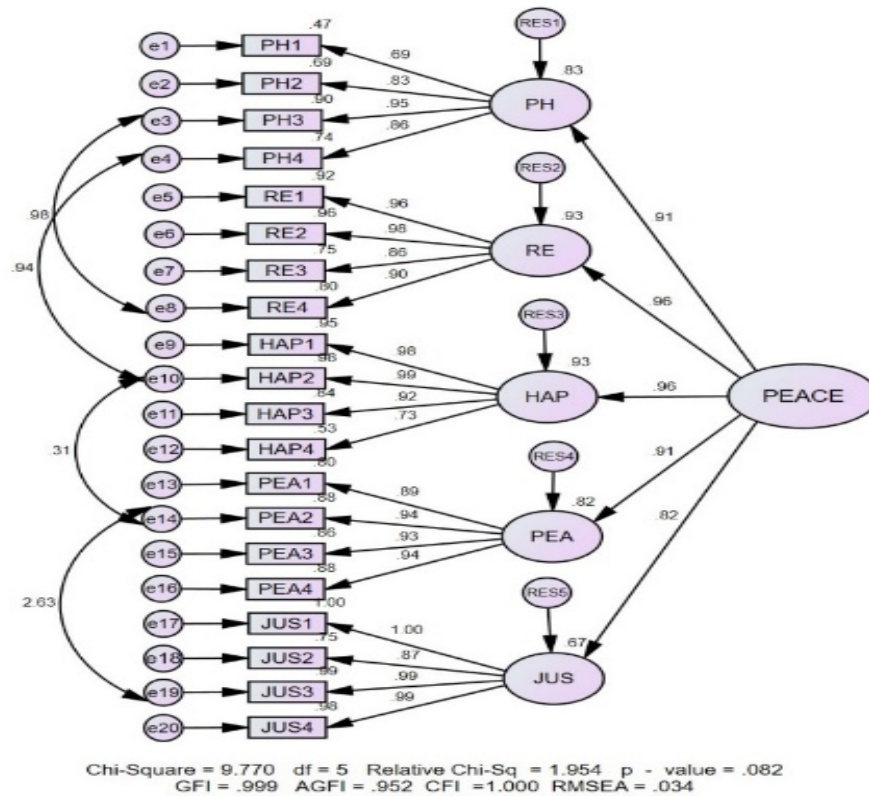 .47 RES1
e1 PH1 .69 .83
.69
e2 PH2 .83 PH
.90
e3 PH3 .95
.74 .86
e4 PH4 RES2
.92
e5 RE1 .96 .93 .91
.98 .96
e6 RE2 .98 RE
.75 .86
e7 RE3 .90
.94 .80 .96
e8 RE4 RES3
.95
e9 HAP1 .98 .93
.98 .96
e10 HAP2 .99 HAP PEACE
.84 .92
e11 HAP3 .73
.53
.31 e12 HAP4 RES4 .91
.80
e13 PEA1 .89 .82 .82
.88
e14 PEA2 .94 PEA
.86 .93
e15 PEA3 .94
.88
2.63 e16 PEA4 RES5
1.00
e17 JUS1 1.00 .67
.75
e18 JUS2 .87 JUS
.99 .99
e19 JUS3 .99
.98
e20 JUS4
Chi-Square = 9.770 df = 5 Relative Chi-Sq = 1.954 p - value = .082
GFI = .999 AGFI = .952 CFI =1.000 RMSEA = .034